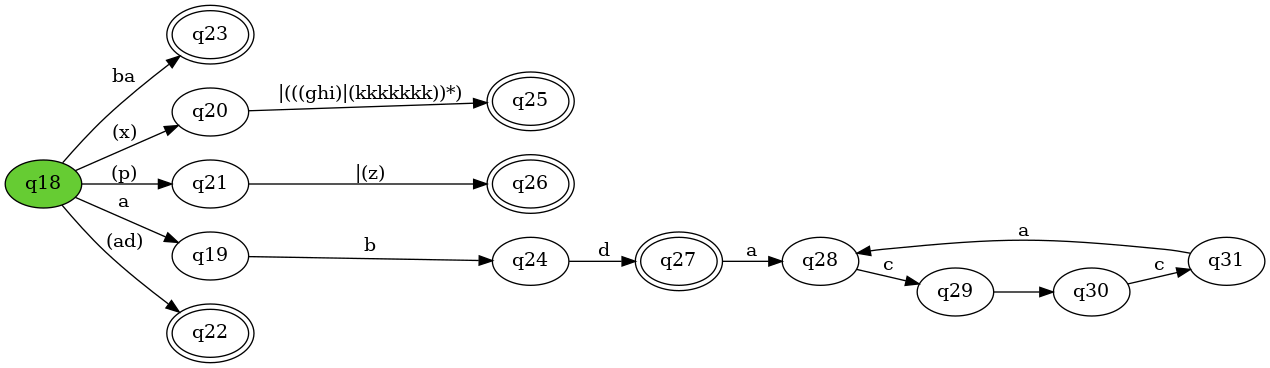 q18
ba
q23
(x)
q20
|(((ghi)|(kkkkkkk))*)
q25
(p)
q21
|(z)
q26
a
q19
b
q24
d
q27
a
q28
c
q29
q30
c
q31
a
(ad)
q22